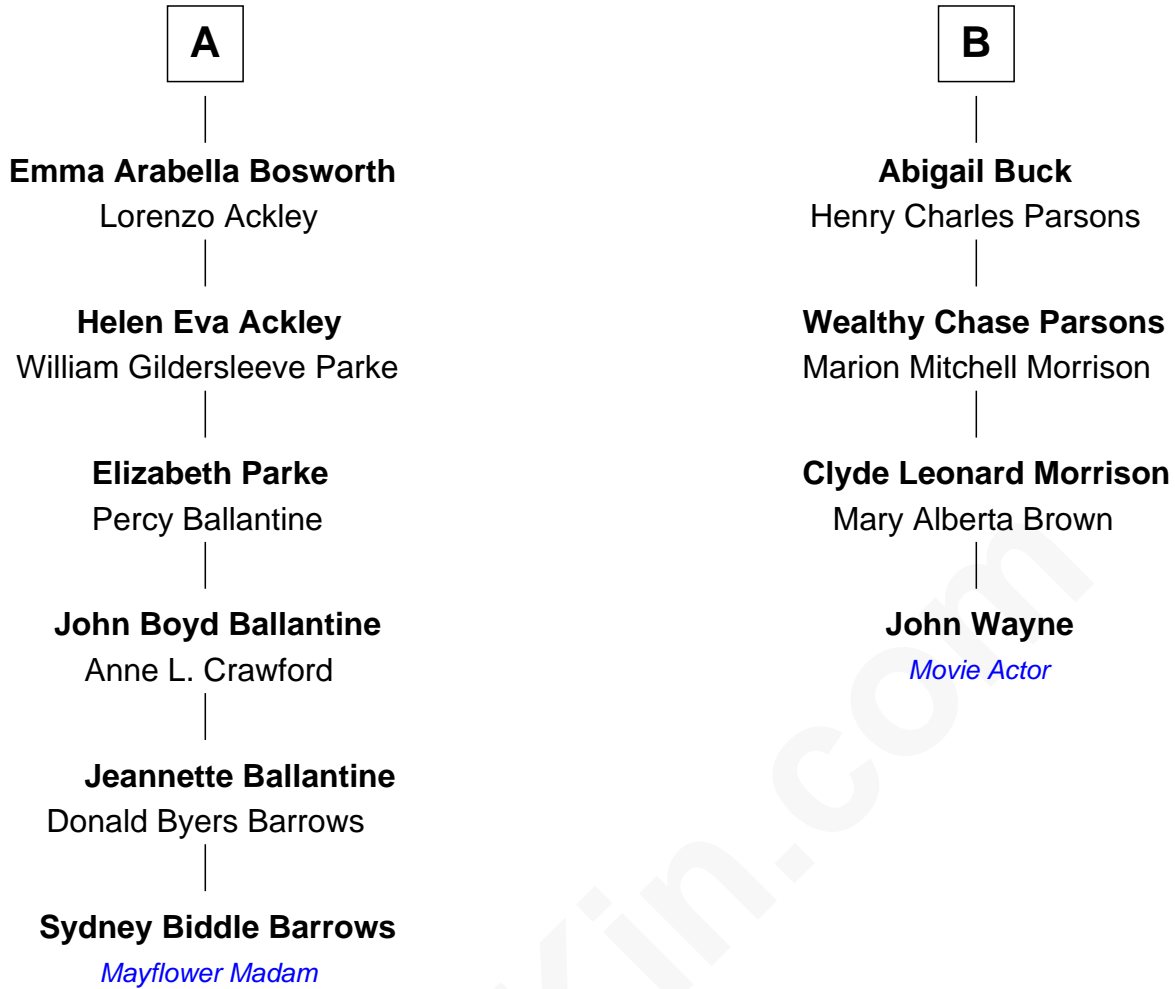 A
Emma Arabella Bosworth
Lorenzo Ackley
Helen Eva Ackley
William Gildersleeve Parke
Elizabeth Parke
Percy Ballantine
John Boyd Ballantine
Anne L. Crawford
Jeannette Ballantine
Donald Byers Barrows
Sydney Biddle Barrows
Mayflower Madam
B
Abigail Buck
Henry Charles Parsons
Wealthy Chase Parsons
Marion Mitchell Morrison
Clyde Leonard Morrison
Mary Alberta Brown
John Wayne
Movie Actor
Kin.com